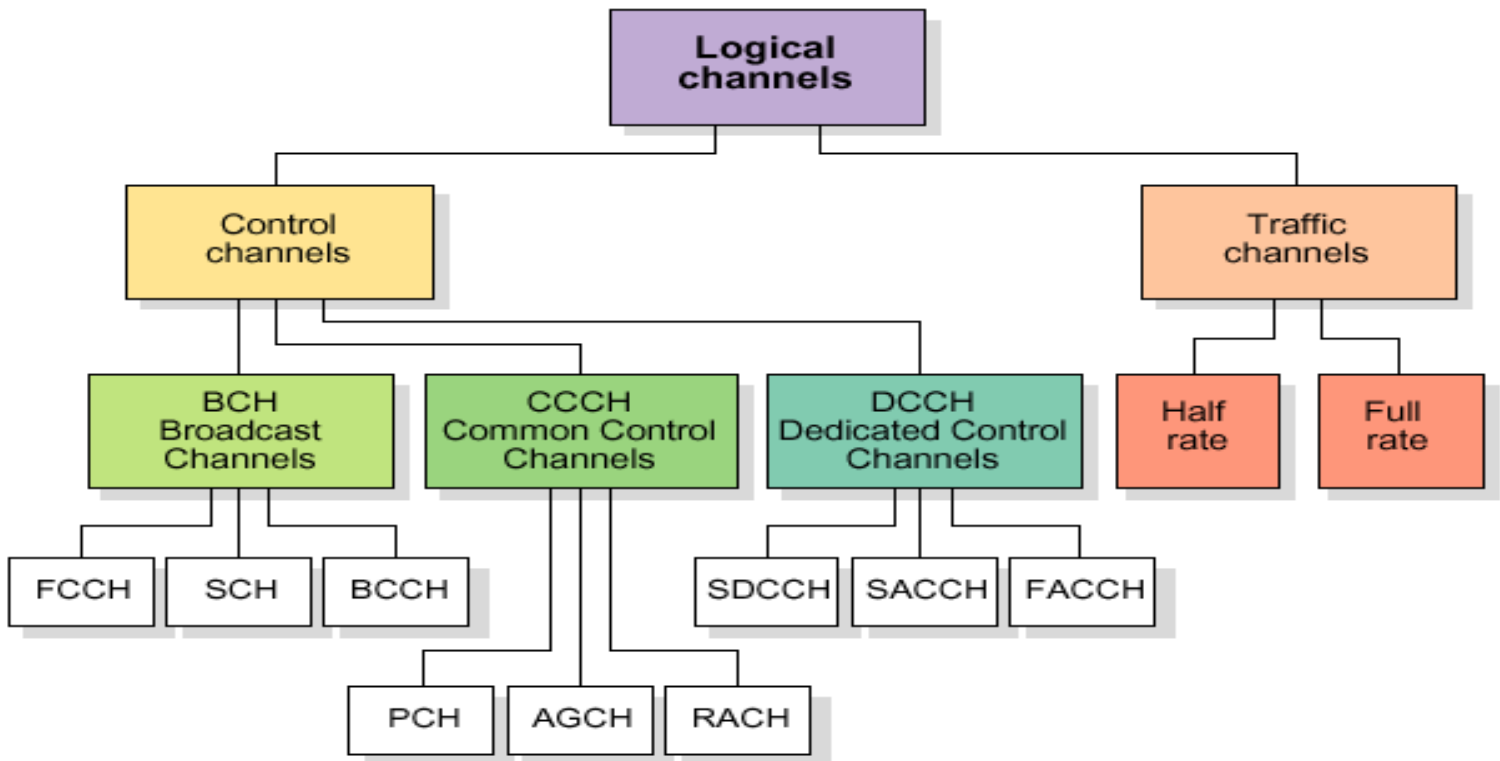 Logical
channels
Control
channels
Traffic
channels
BCH
Broadcast
Channels
CCCH
Common Control
Channels
DCCH
Dedicated Control
Channels
Half
rate
Full
rate
FCCH
SCH
BCCH
SDCCH
SACCH
FACCH
PCH
AGCH
RACH